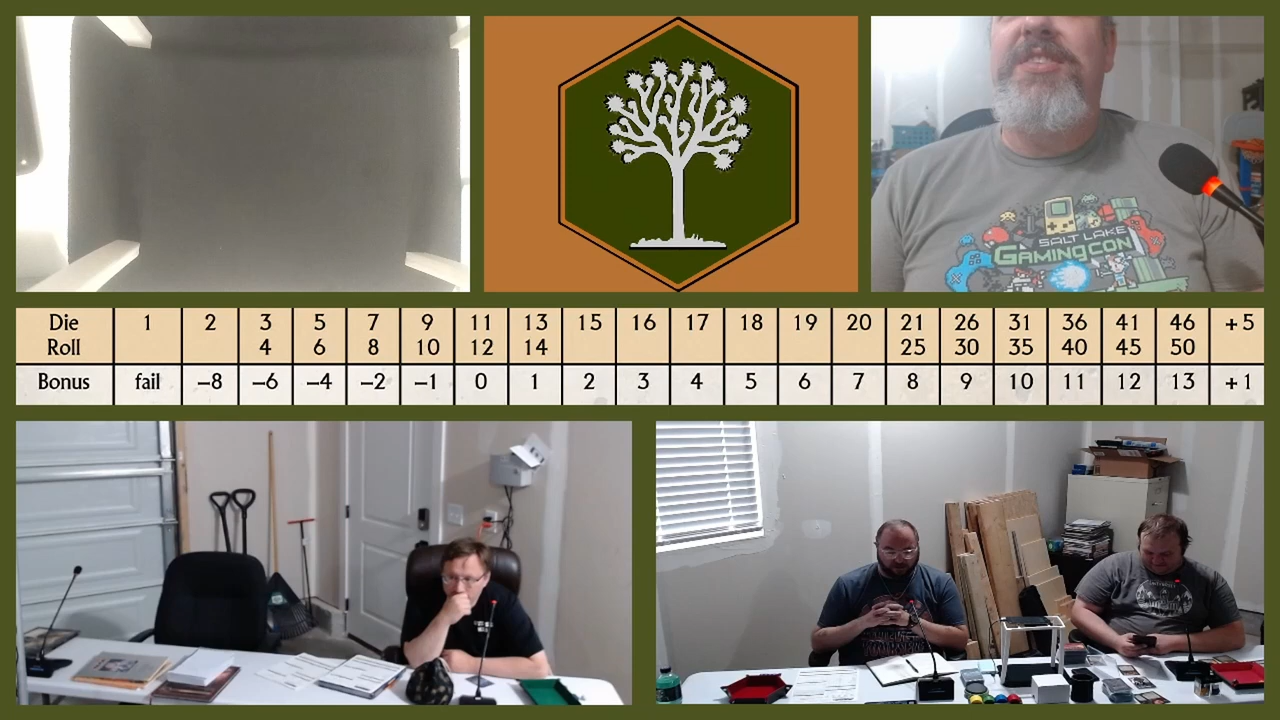 SALT LAKE
GAMINGCON
Die Roll 1 2 3 4 5 6 7 8 9 10 11 12 13 14 15 16 17 18 19 20 21 25 26 30 31 35 36 40 41 45 46 50 +5
Bonus fail –8 –6 –4 –2 –1 0 1 2 3 4 5 6 7 8 9 10 11 12 13 +1